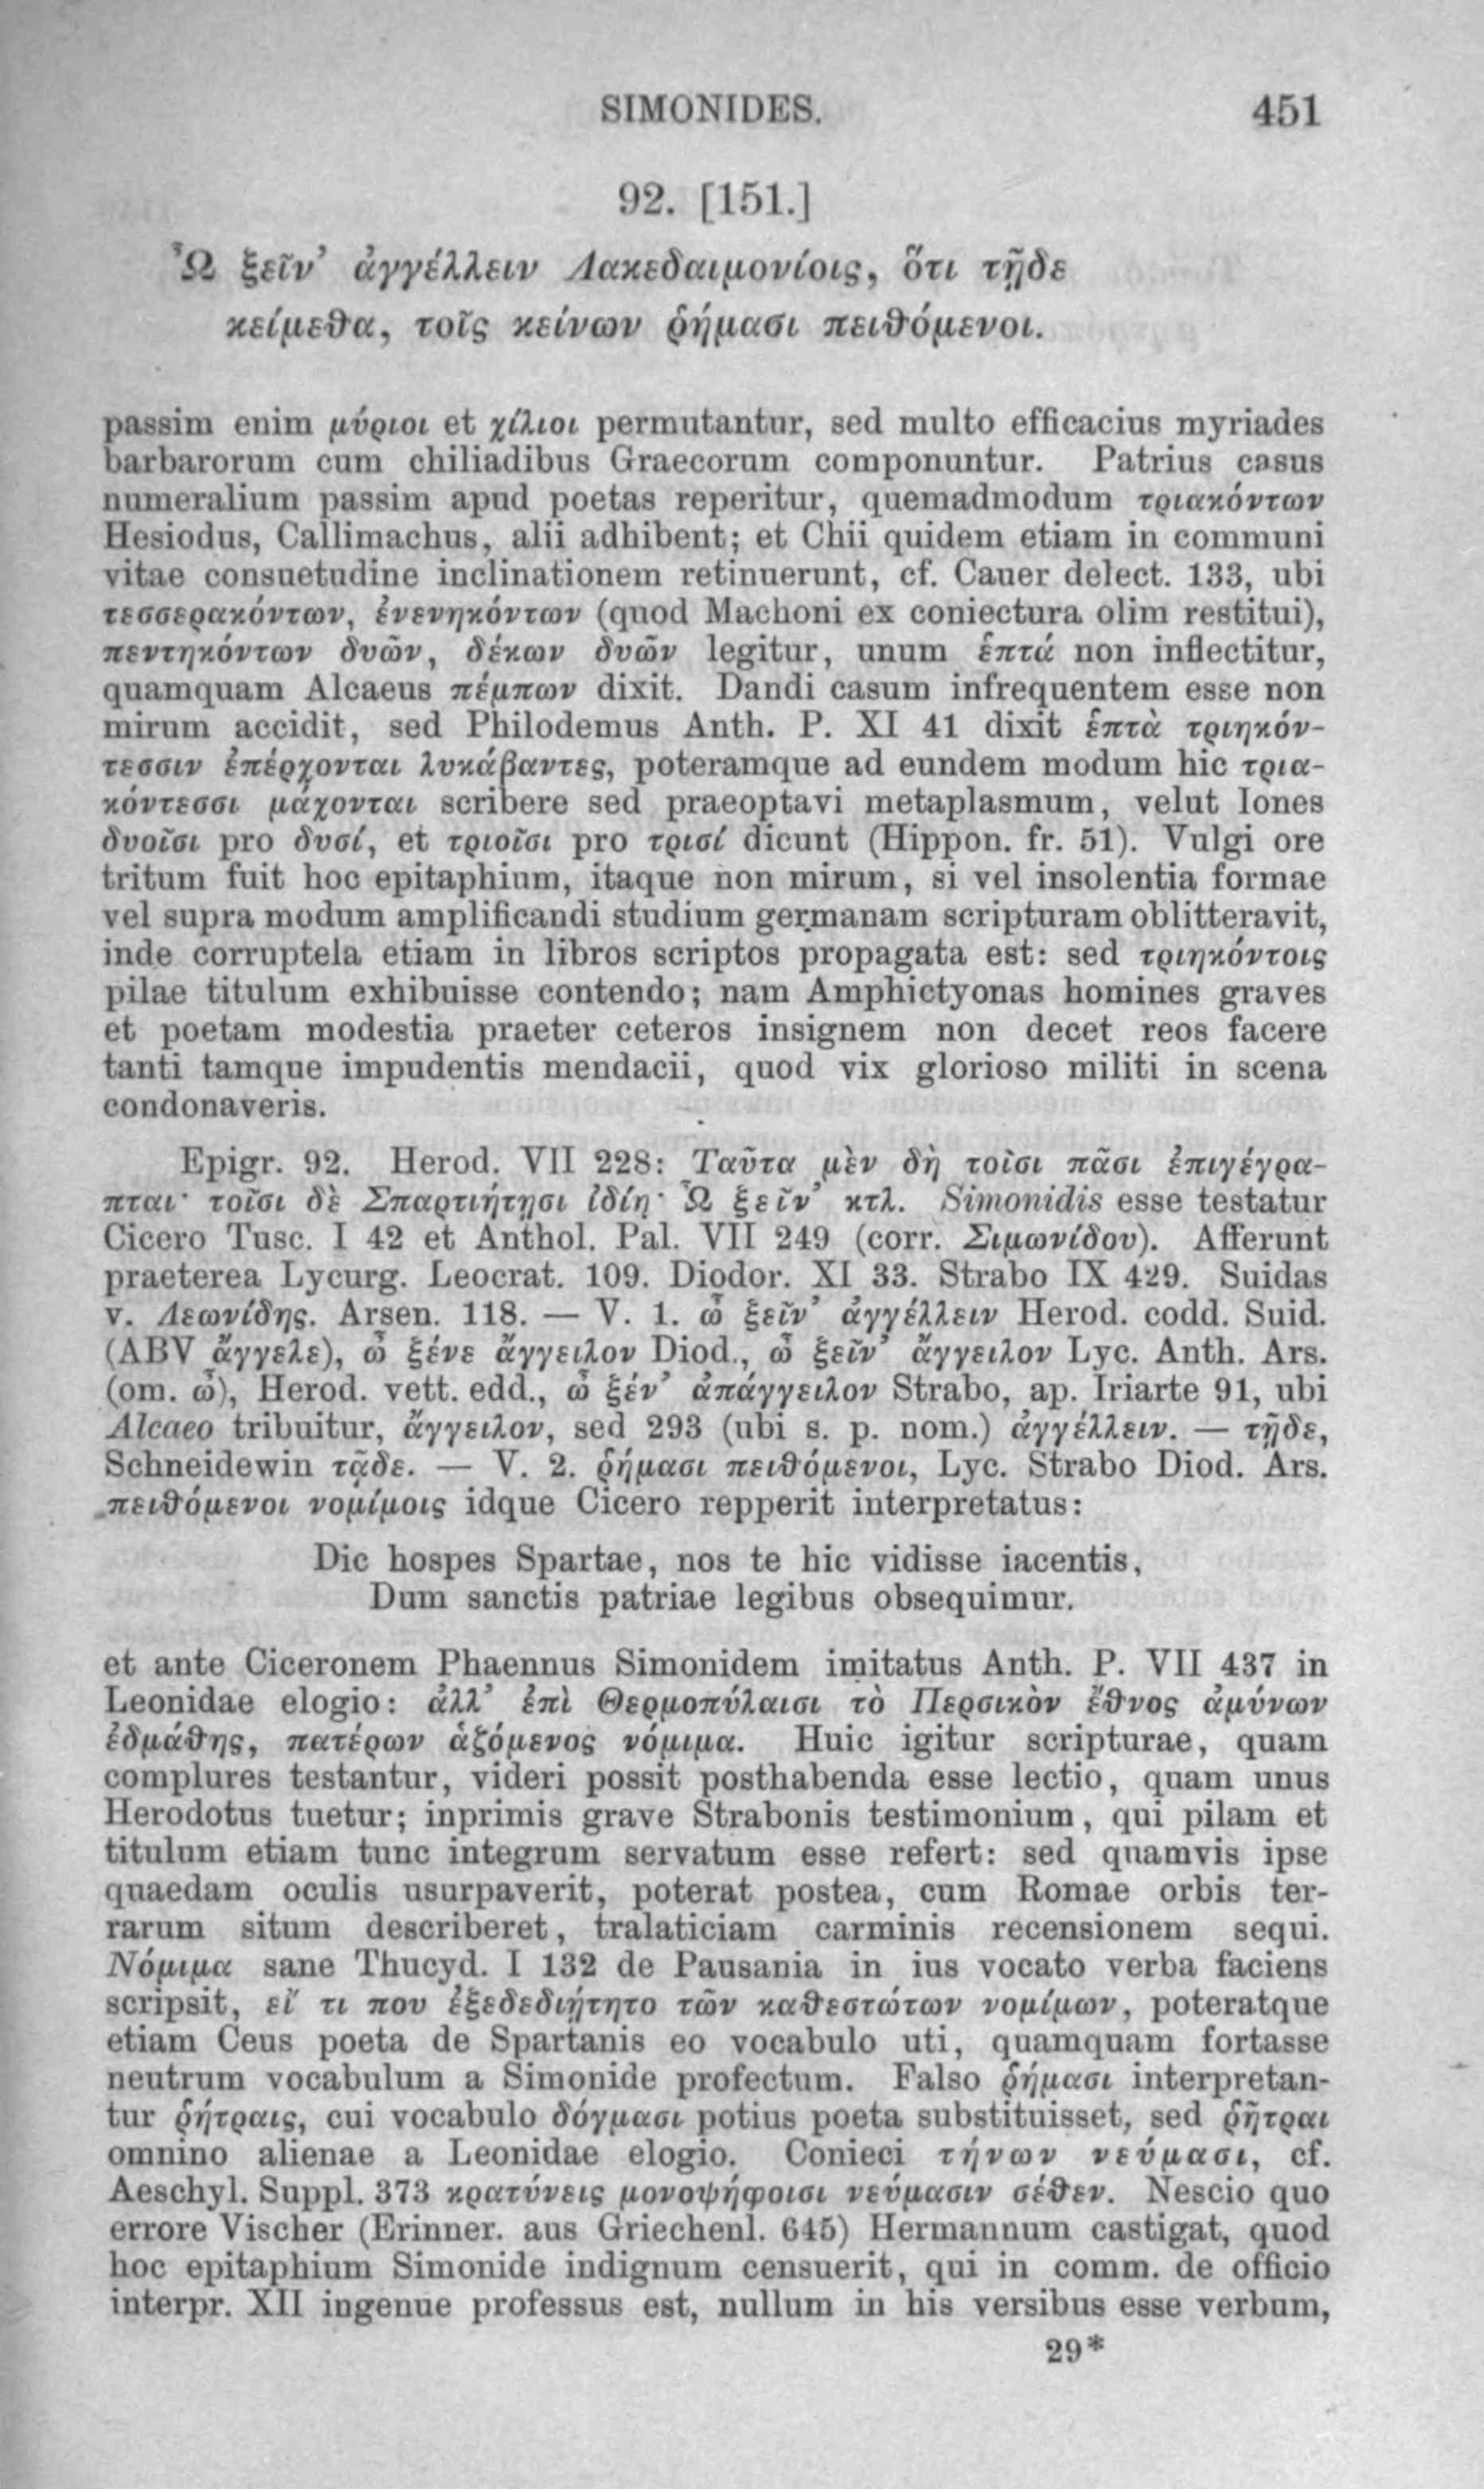 SIMONIDES. 451
92. [151.]
Ὦ ξεῖν’ ἀγγέλλειν Λακεδαιμονίοις, ὅτι τῇδε
κείμεθα, τοῖς κείνων ῥήμασι πειθόμενοι.
passim enim μύριοι et χίλιοι permutantur, sed multo efficacius myriades
barbarorum cum chiliadibus Graecorum componuntur. Patrius casus
numeralium passim apud poetas reperitur, quemadmodum τριακόντων
Hesiodus, Callimachus, alii adhibent; et Chii quidem etiam in communi
vitae consuetudine inclinationem retinuerunt, cf. Cauer delect. 133, ubi
τεσσερακόντων, ἐνενηκόντων (quod Machoni ex coniectura olim restitui),
πεντηκόντων δυῶν, δέκων δυῶν legitur, unum ἑπτά non inflectitur,
quamquam Alcaeus πέμπων dixit. Dandi casum infrequentem esse non
mirum accidit, sed Philodemus Anth. P. XI 41 dixit ἑπτὰ τριηκόν-
τεσσιν ἐπέρχονται λυκάβαντες, poteramque ad eundem modum hic τρια-
κόντεσσι μάχονται scribere sed praeoptavi metaplasmum, velut Iones
δυοῖσι pro δυσί, et τριοῖσι pro τρισί dicunt (Hippon. fr. 51). Vulgi ore
tritum fuit hoc epitaphium, itaque non mirum, si vel insolentia formae
vel supra modum amplificandi studium germanam scripturam oblitteravit,
inde corruptela etiam in libros scriptos propagata est: sed τριηκόντοις
pilae titulum exhibuisse contendo; nam Amphictyonas homines graves
et poetam modestia praeter ceteros insignem non decet reos facere
tanti tamque impudentis mendacii, quod vix glorioso militi in scena
condonaveris.
Epigr. 92. Herod. VII 228: Ταῦτα μὲν δὴ τοῖσι πᾶσι ἐπιγέγρα-
πται· τοῖσι δὲ Σπαρτιήτῃσι ἰδίῃ· Ὦ ξεῖν’ κτλ. Simonidis esse testatur
Cicero Tusc. I 42 et Anthol. Pal. VII 249 (corr. Σιμωνίδου). Afferunt
praeterea Lycurg. Leocrat. 109. Diodor. XI 33. Strabo IX 429. Suidas
v. Λεωνίδης. Arsen. 118. — V. 1. ὦ ξεῖν’ ἀγγέλλειν Herod. codd. Suid.
(ABV ἄγγελε), ὦ ξένε ἄγγειλον Diod., ὦ ξεῖν’ ἄγγειλον Lyc. Anth. Ars.
(om. ὦ), Herod. vett. edd., ὦ ξέν’ ἀπάγγειλον Strabo, ap. Iriarte 91, ubi
Alcaeo tribuitur, ἄγγειλον, sed 293 (ubi s. p. nom.) ἀγγέλλειν. — τῇδε,
Schneidewin τᾷδε. — V. 2. ῥήμασι πειθόμενοι, Lyc. Strabo Diod. Ars.
πειθόμενοι νομίμοις idque Cicero repperit interpretatus:
Dic hospes Spartae, nos te hic vidisse iacentis,
Dum sanctis patriae legibus obsequimur.
et ante Ciceronem Phaennus Simonidem imitatus Anth. P. VII 437 in
Leonidae elogio: ἀλλ’ ἐπὶ Θερμοπύλαισι τὸ Περσικὸν ἔθνος ἀμύνων
ἐδμάθης, πατέρων ἁζόμενος νόμιμα. Huic igitur scripturae, quam
complures testantur, videri possit posthabenda esse lectio, quam unus
Herodotus tuetur; inprimis grave Strabonis testimonium, qui pilam et
titulum etiam tunc integrum servatum esse refert: sed quamvis ipse
quaedam oculis usurpaverit, poterat postea, cum Romae orbis ter-
rarum situm describeret, tralaticiam carminis recensionem sequi.
Νόμιμα sane Thucyd. I 132 de Pausania in ius vocato verba faciens
scripsit, εἴ τι που ἐξεδεδιῄτητο τῶν καθεστώτων νομίμων, poteratque
etiam Ceus poeta de Spartanis eo vocabulo uti, quamquam fortasse
neutrum vocabulum a Simonide profectum. Falso ῥήμασι interpretan-
tur ῥήτραις, cui vocabulo δόγμασι potius poeta substituisset, sed ῥῆτραι
omnino alienae a Leonidae elogio. Conieci τήνων νεύμασι, cf.
Aeschyl. Suppl. 373 κρατύνεις μονοψήφοισι νεύμασιν σέθεν. Nescio quo
errore Vischer (Erinner. aus Griechenl. 645) Hermannum castigat, quod
hoc epitaphium Simonide indignum censuerit, qui in comm. de officio
interpr. XII ingenue professus est, nullum in his versibus esse verbum,
29*